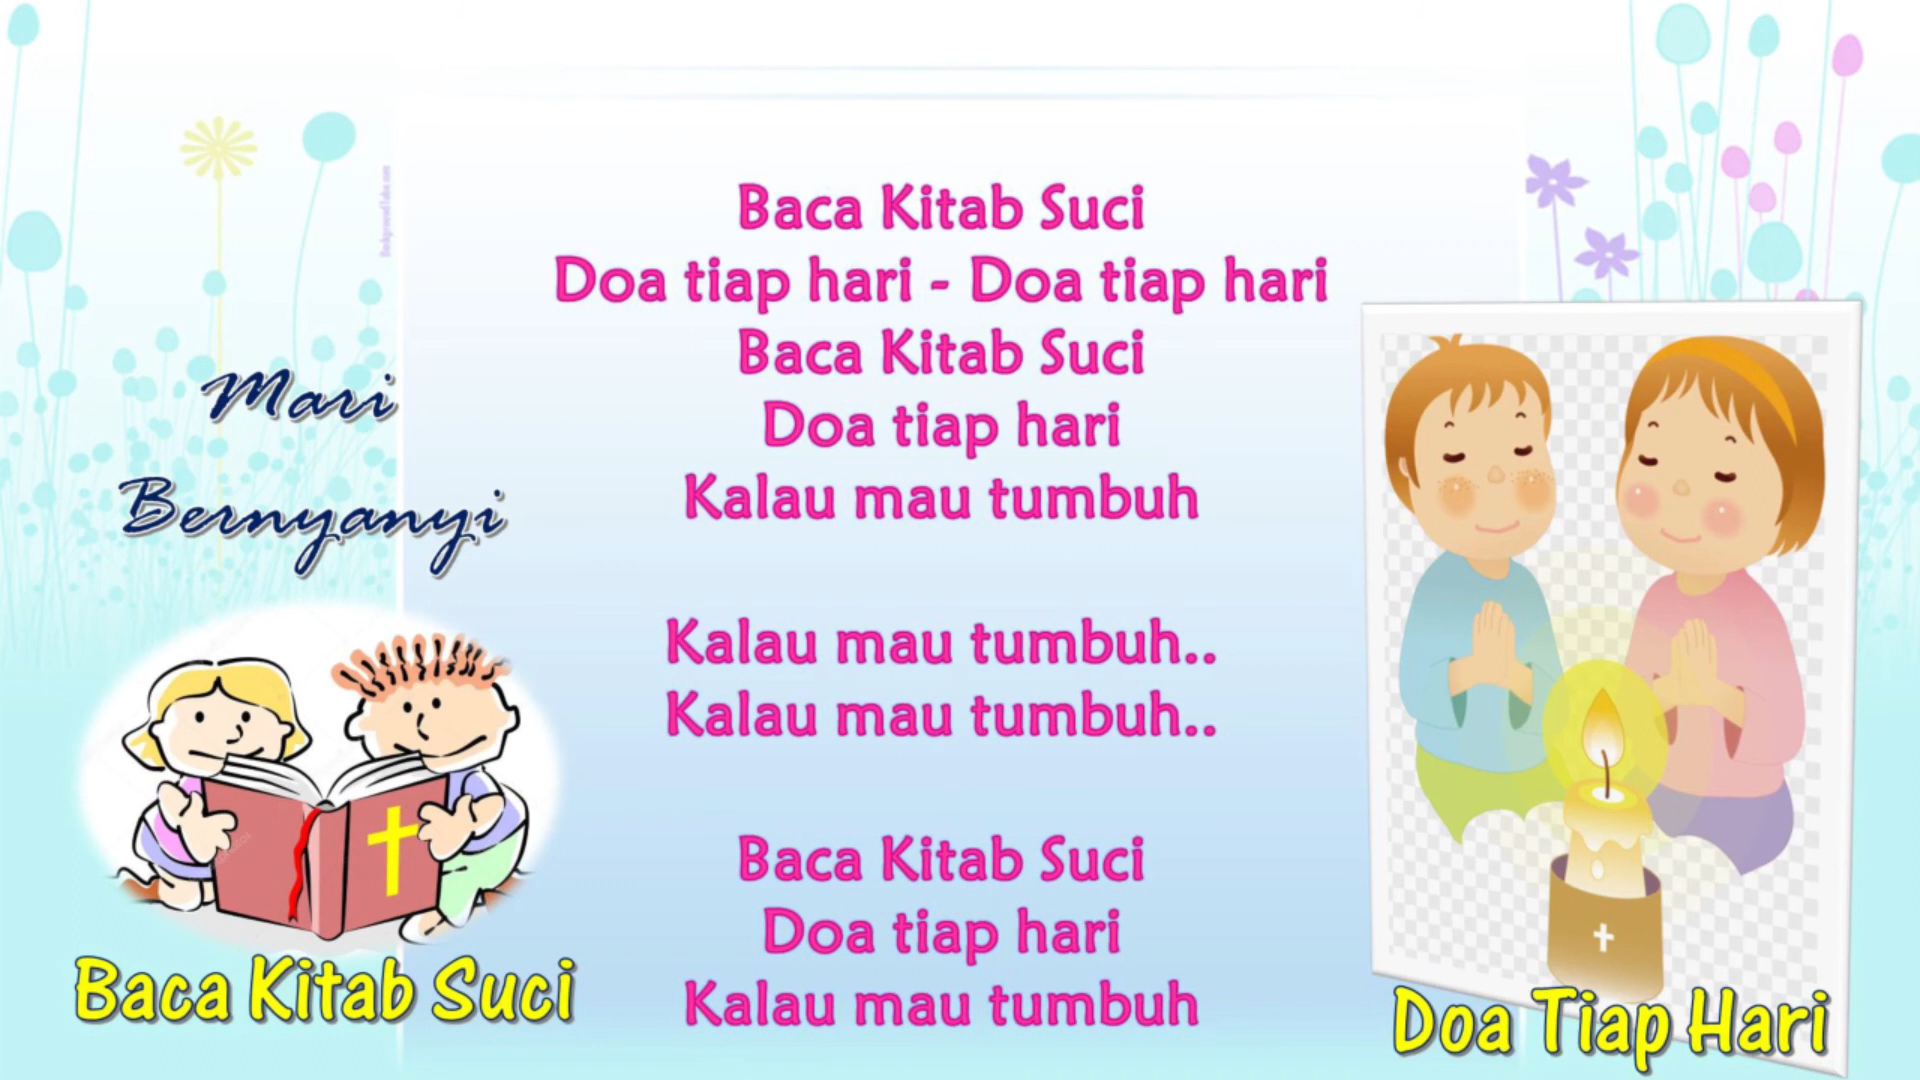 Mari
Bernyanyi
Baca Kitab Suci
Doa tiap hari - Doa tiap hari
Baca Kitab Suci
Doa tiap hari
Kalau mau tumbuh
Kalau mau tumbuh..
Kalau mau tumbuh..
Baca Kitab Suci
Doa tiap hari
Kalau mau tumbuh
Baca Kitab Suci
Doa Tiap Hari